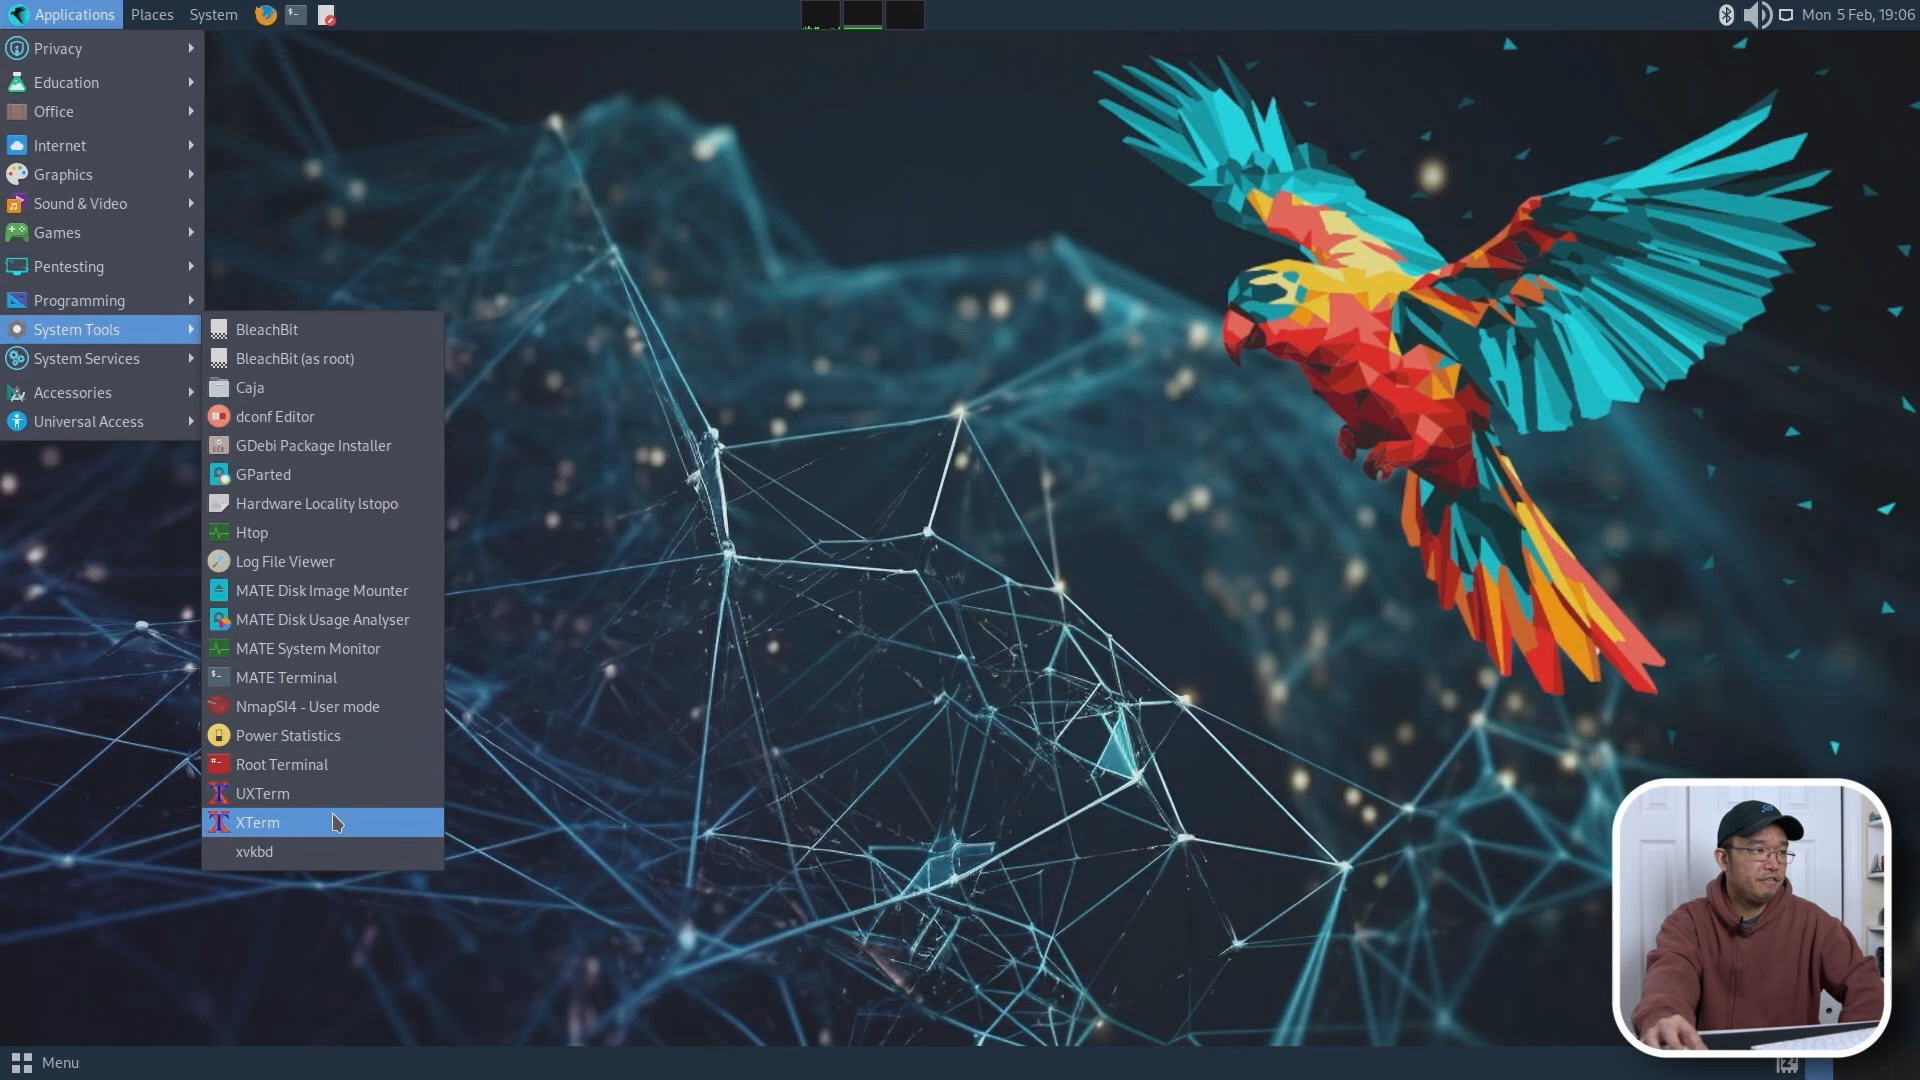 Applications Places System
Mon 5 Feb, 19:06
Privacy
Education
Office
Internet
Graphics
Sound & Video
Games
Pentesting
Programming
System Tools
System Services
Accessories
Universal Access
BleachBit
BleachBit (as root)
Caja
dconf Editor
GDebi Package Installer
GParted
Hardware Locality lstopo
Htop
Log File Viewer
MATE Disk Image Mounter
MATE Disk Usage Analyser
MATE System Monitor
MATE Terminal
NmapSI4 - User mode
Power Statistics
Root Terminal
UXTerm
XTerm
xvkbd
Menu